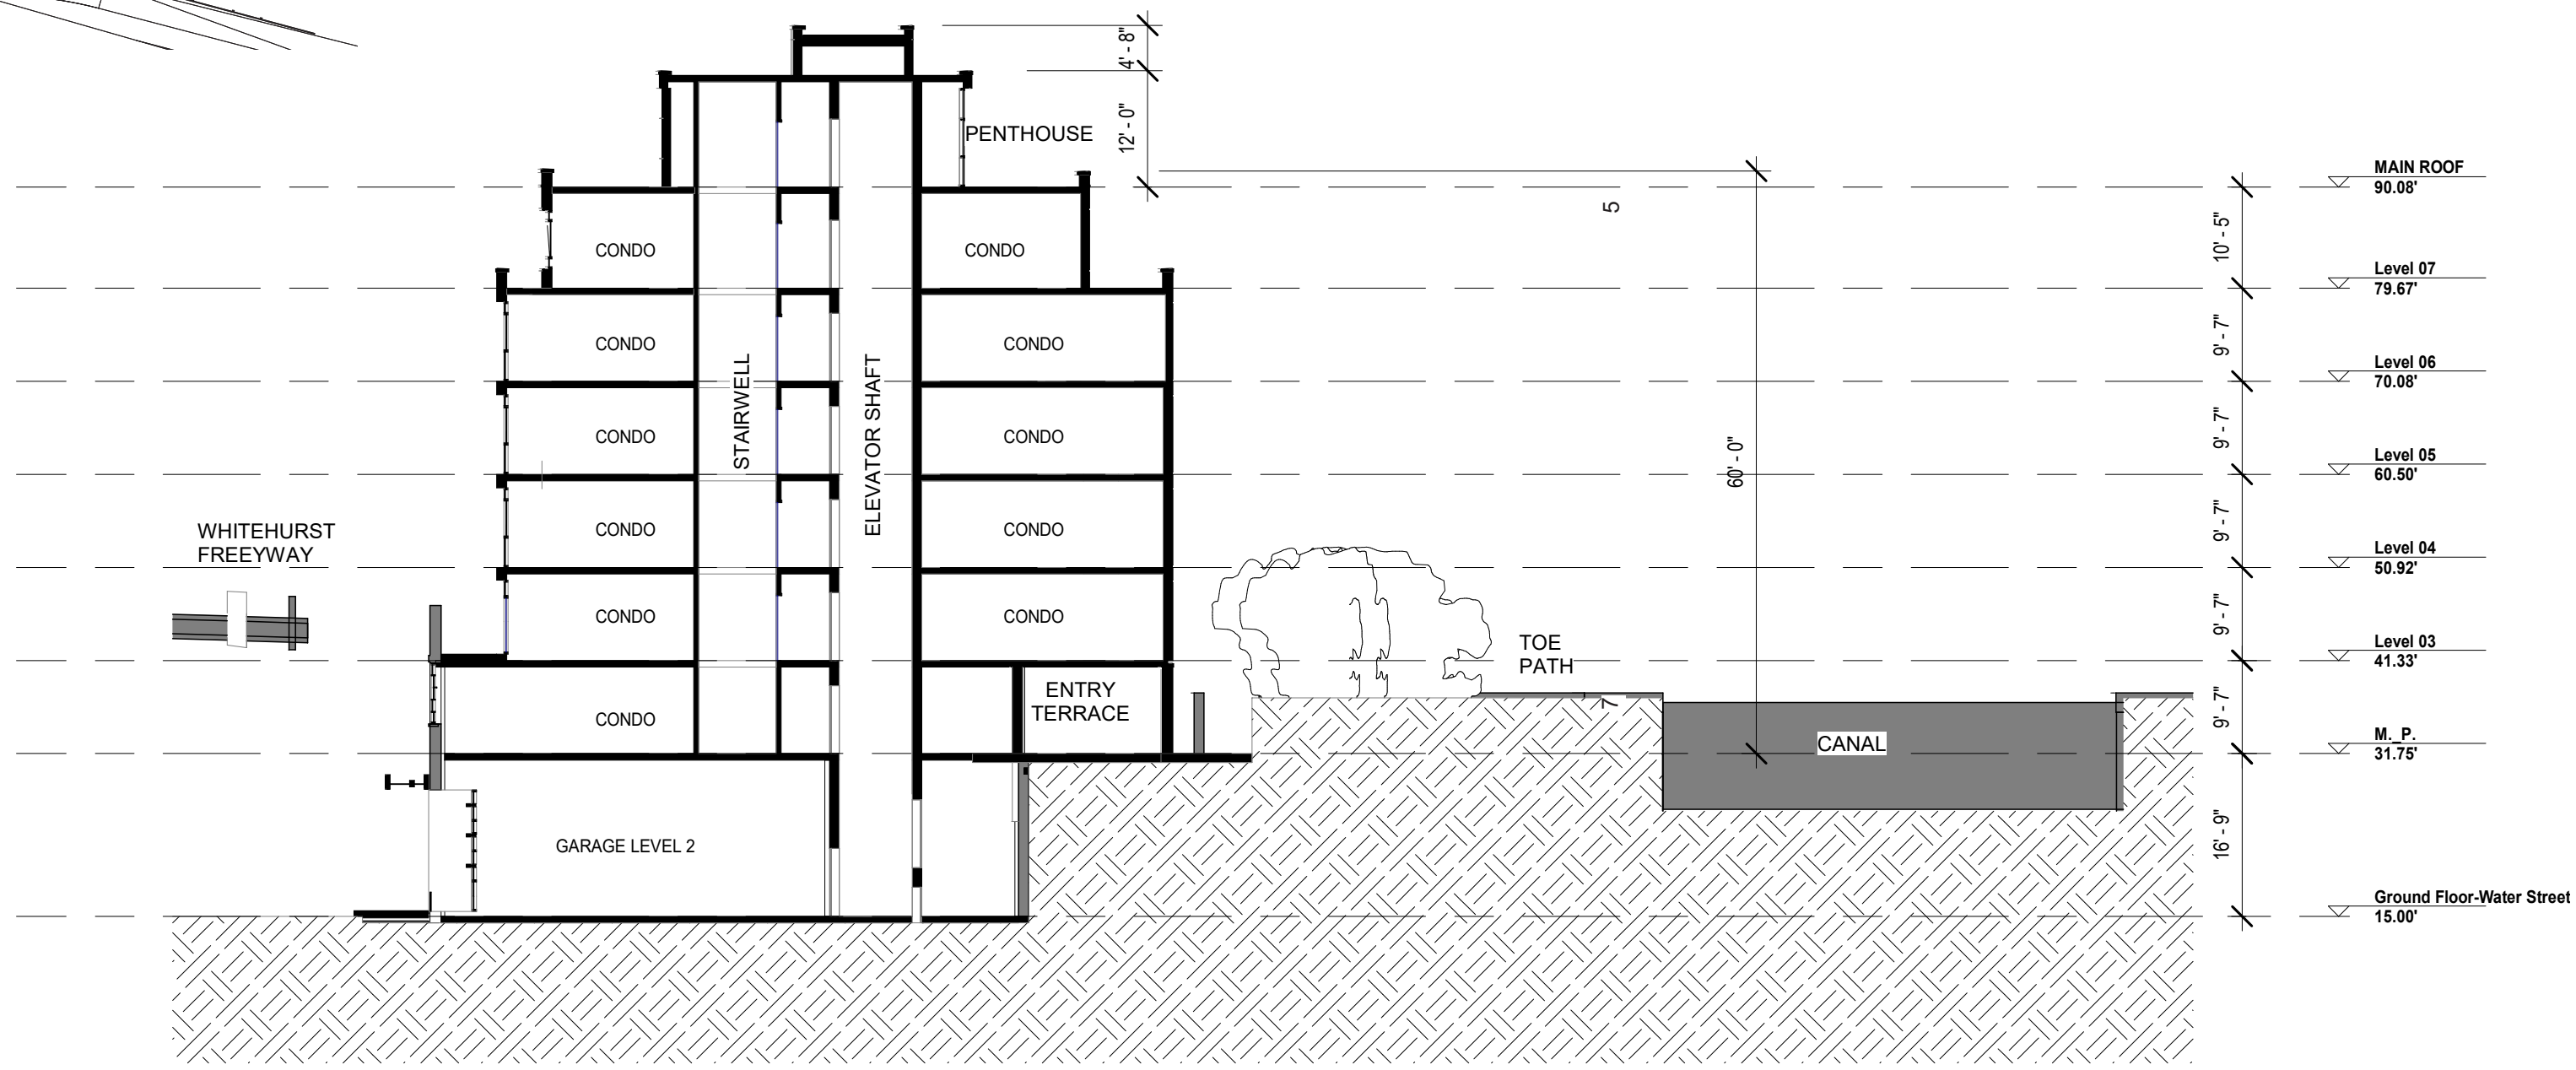 4' - 8"
12' - 0"
PENTHOUSE
MAIN ROOF
90.08'
5
10' - 5"
CONDO
CONDO
Level 07
79.67'
9' - 7"
CONDO
CONDO
Level 06
70.08'
STAIRWELL
ELEVATOR SHAFT
9' - 7"
CONDO
CONDO
60' - 0"
Level 05
60.50'
9' - 7"
WHITEHURST
FREEYWAY
CONDO
CONDO
Level 04
50.92'
9' - 7"
CONDO
CONDO
TOE
PATH
Level 03
41.33'
ENTRY
TERRACE
7
9' - 7"
CONDO
CANAL
M._P.
31.75'
GARAGE LEVEL 2
16' - 9"
Ground Floor-Water Street
15.00'